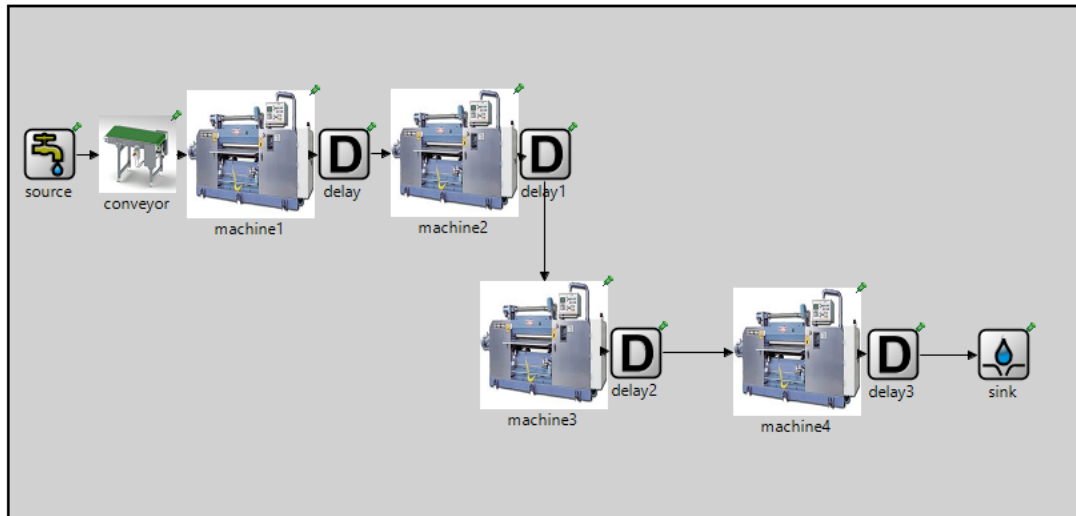 source
conveyor
machine1
D
delay
machine2
D
delay1
machine3
D
delay2
machine4
D
delay3
sink